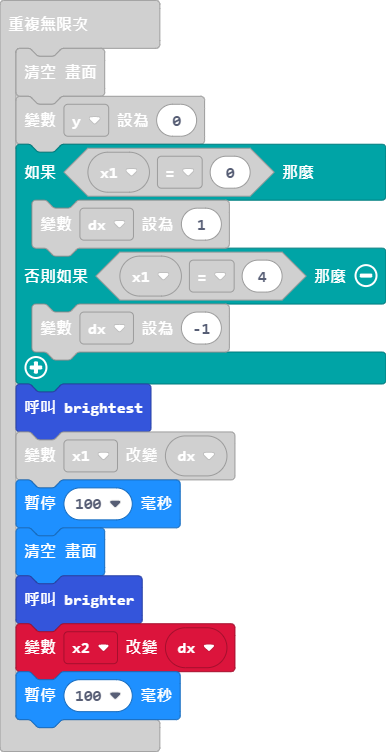 重複無限次
清空 畫面
變數 y 設為 0
如果 x1 = 0 那麼
變數 dx 設為 1
否則如果 x1 = 4 那麼
變數 dx 設為 -1
呼叫 brightest
變數 x1 改變 dx
暫停 100 毫秒
清空 畫面
呼叫 brighter
變數 x2 改變 dx
暫停 100 毫秒